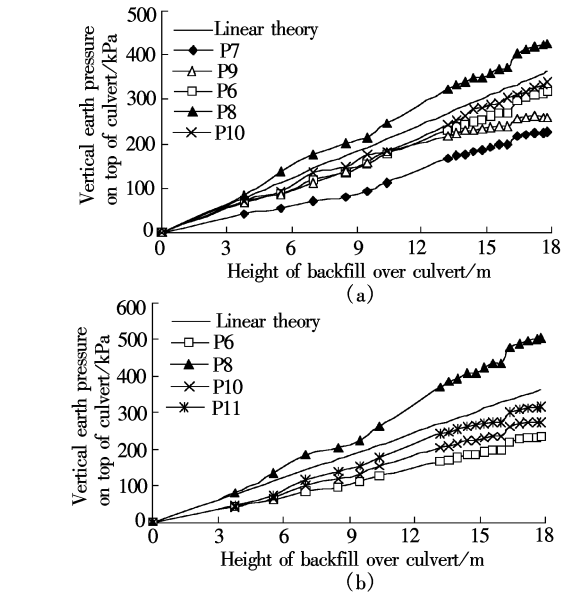 500
400
300
200
100
0
Vertical earth pressure
on top of culvert/kPa
Linear theory
P7
P9
P6
P8
P10
0 3 6 9 12 15 18
Height of backfill over culvert/m
(a)
600
500
400
300
200
100
0
Vertical earth pressure
on top of culvert/kPa
Linear theory
P6
P8
P10
P11
0 3 6 9 12 15 18
Height of backfill over culvert/m
(b)